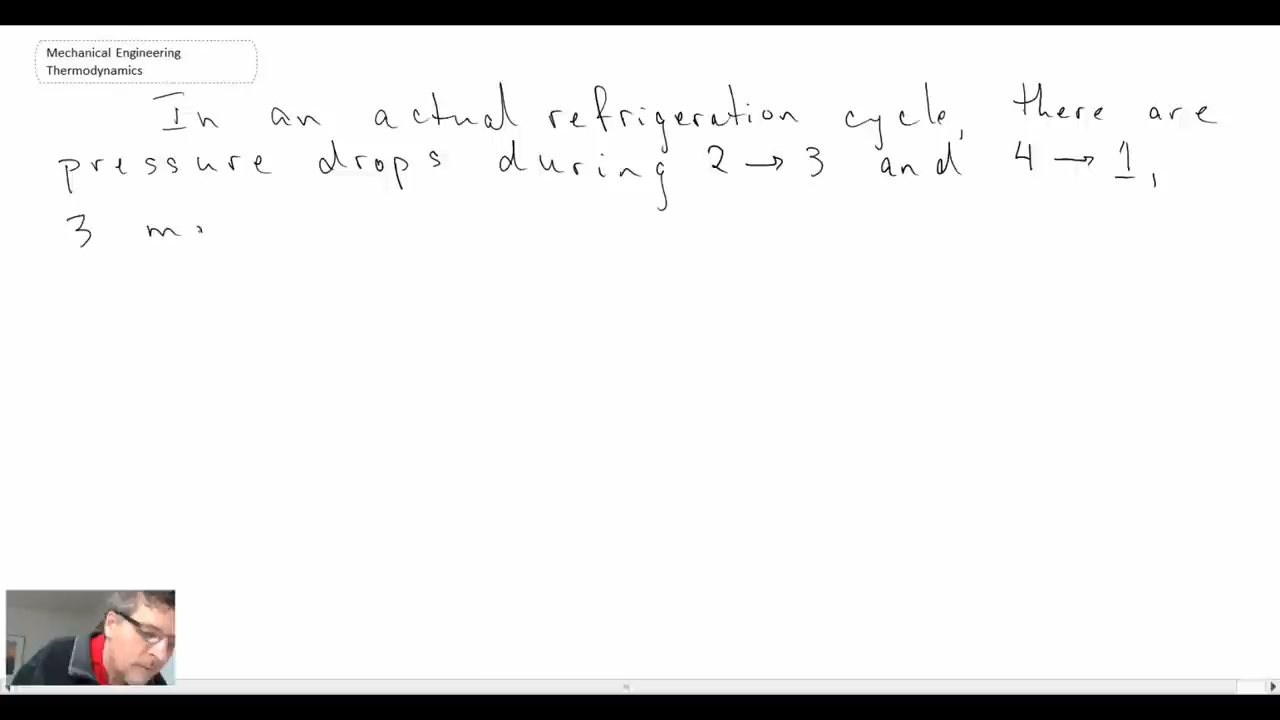 Mechanical Engineering
Thermodynamics
In an actual refrigeration cycle, there are
pressure drops during 2 → 3 and 4 → 1,
3 m